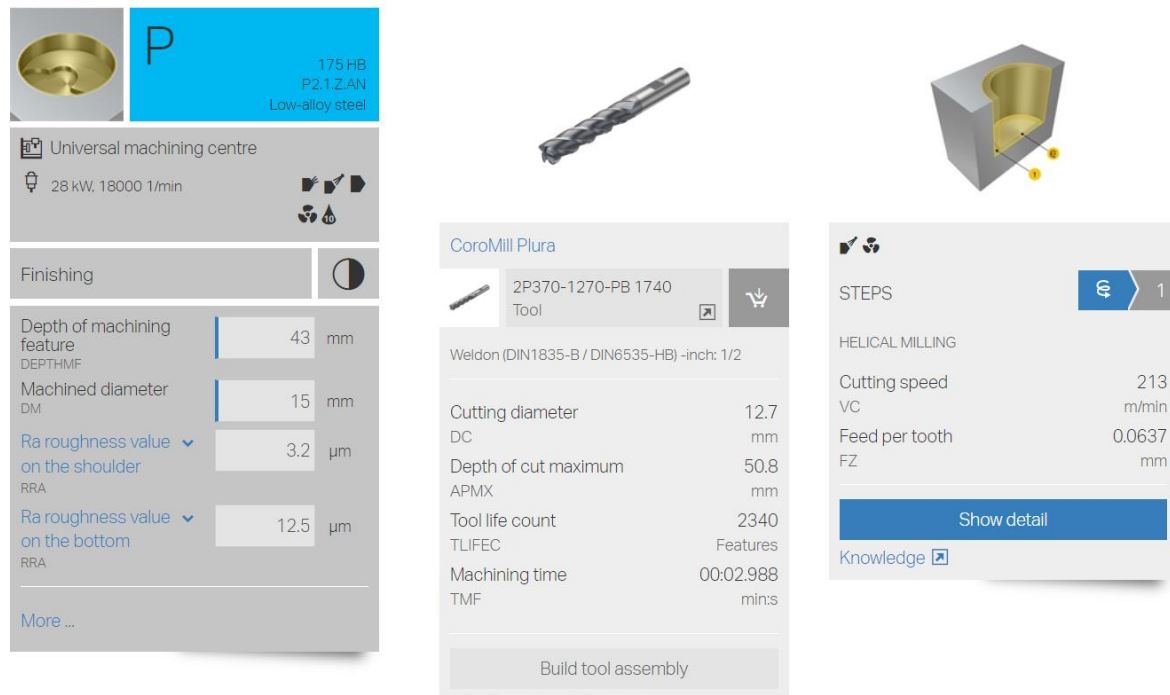 P
175 HB
P2.1.Z.AN
Low-alloy steel
Universal machining centre
28 kW, 18000 1/min
10
Finishing
Depth of machining
feature
DEPTHMF
43 mm
Machined diameter
DM
15 mm
Ra roughness value
on the shoulder
RRA
3.2 µm
Ra roughness value
on the bottom
RRA
12.5 µm
More ...
CoroMill Plura
2P370-1270-PB 1740
Tool
Weldon (DIN1835-B / DIN6535-HB) -inch: 1/2
Cutting diameter 12.7
DC mm
Depth of cut maximum 50.8
APMX mm
Tool life count 2340
TLIFEC Features
Machining time 00:02.988
TMF min:s
Build tool assembly
1
STEPS 1
HELICAL MILLING
Cutting speed 213
VC m/min
Feed per tooth 0.0637
FZ mm
Show detail
Knowledge